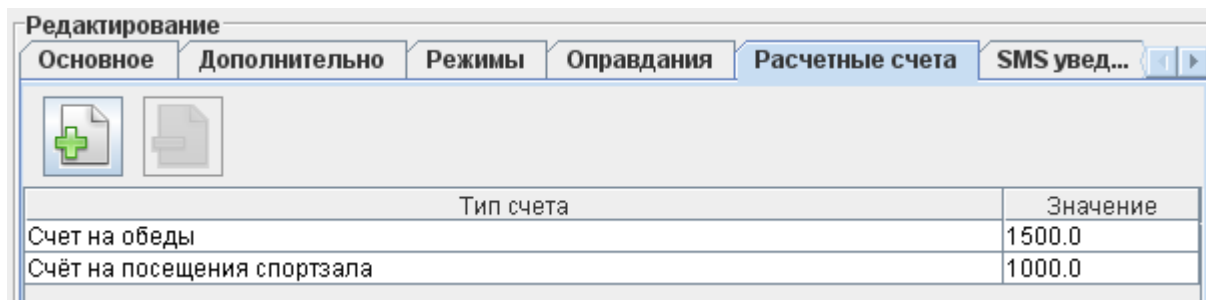 Редактирование
Основное Дополнительно Режимы Оправдания Расчетные счета SMS увед...
Тип счета Значение
Счет на обеды 1500.0
Счёт на посещения спортзала 1000.0